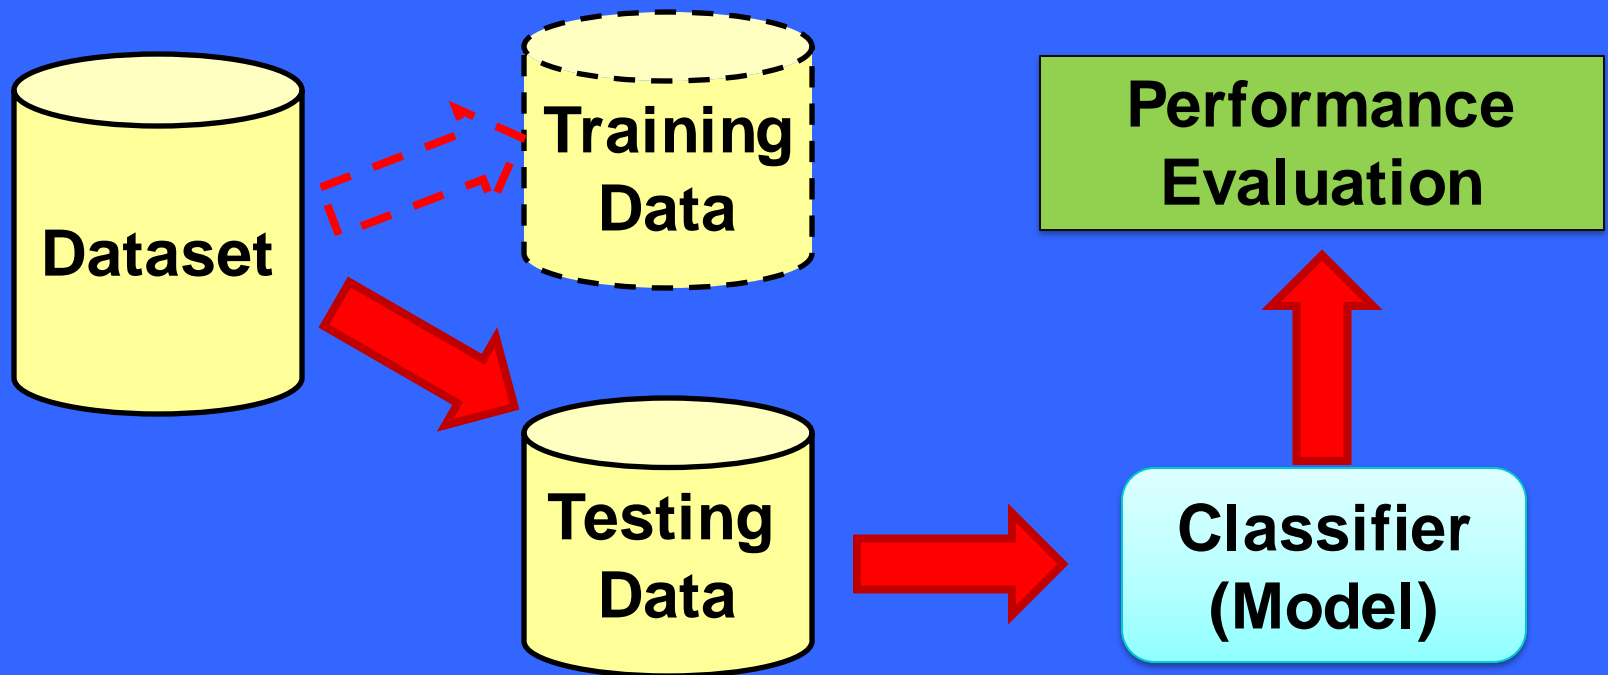 Dataset
Training
Data
Testing
Data
Classifier
(Model)
Performance
Evaluation